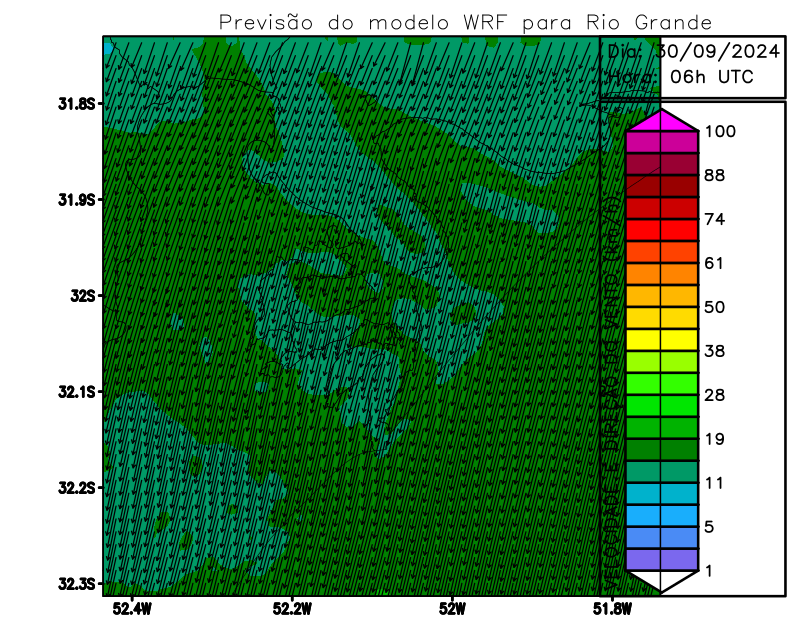 Previsão do modelo WRF para Rio Grande
Dia: 30/09/2024
Hora: 06h UTC
31.8S
31.9S
32S
32.1S
32.2S
32.3S
52.4W
52.2W
52W
51.8W
VELOCIDADE E DIREÇÃO DO VENTO (km/h)
100
88
74
61
50
38
28
19
11
5
1